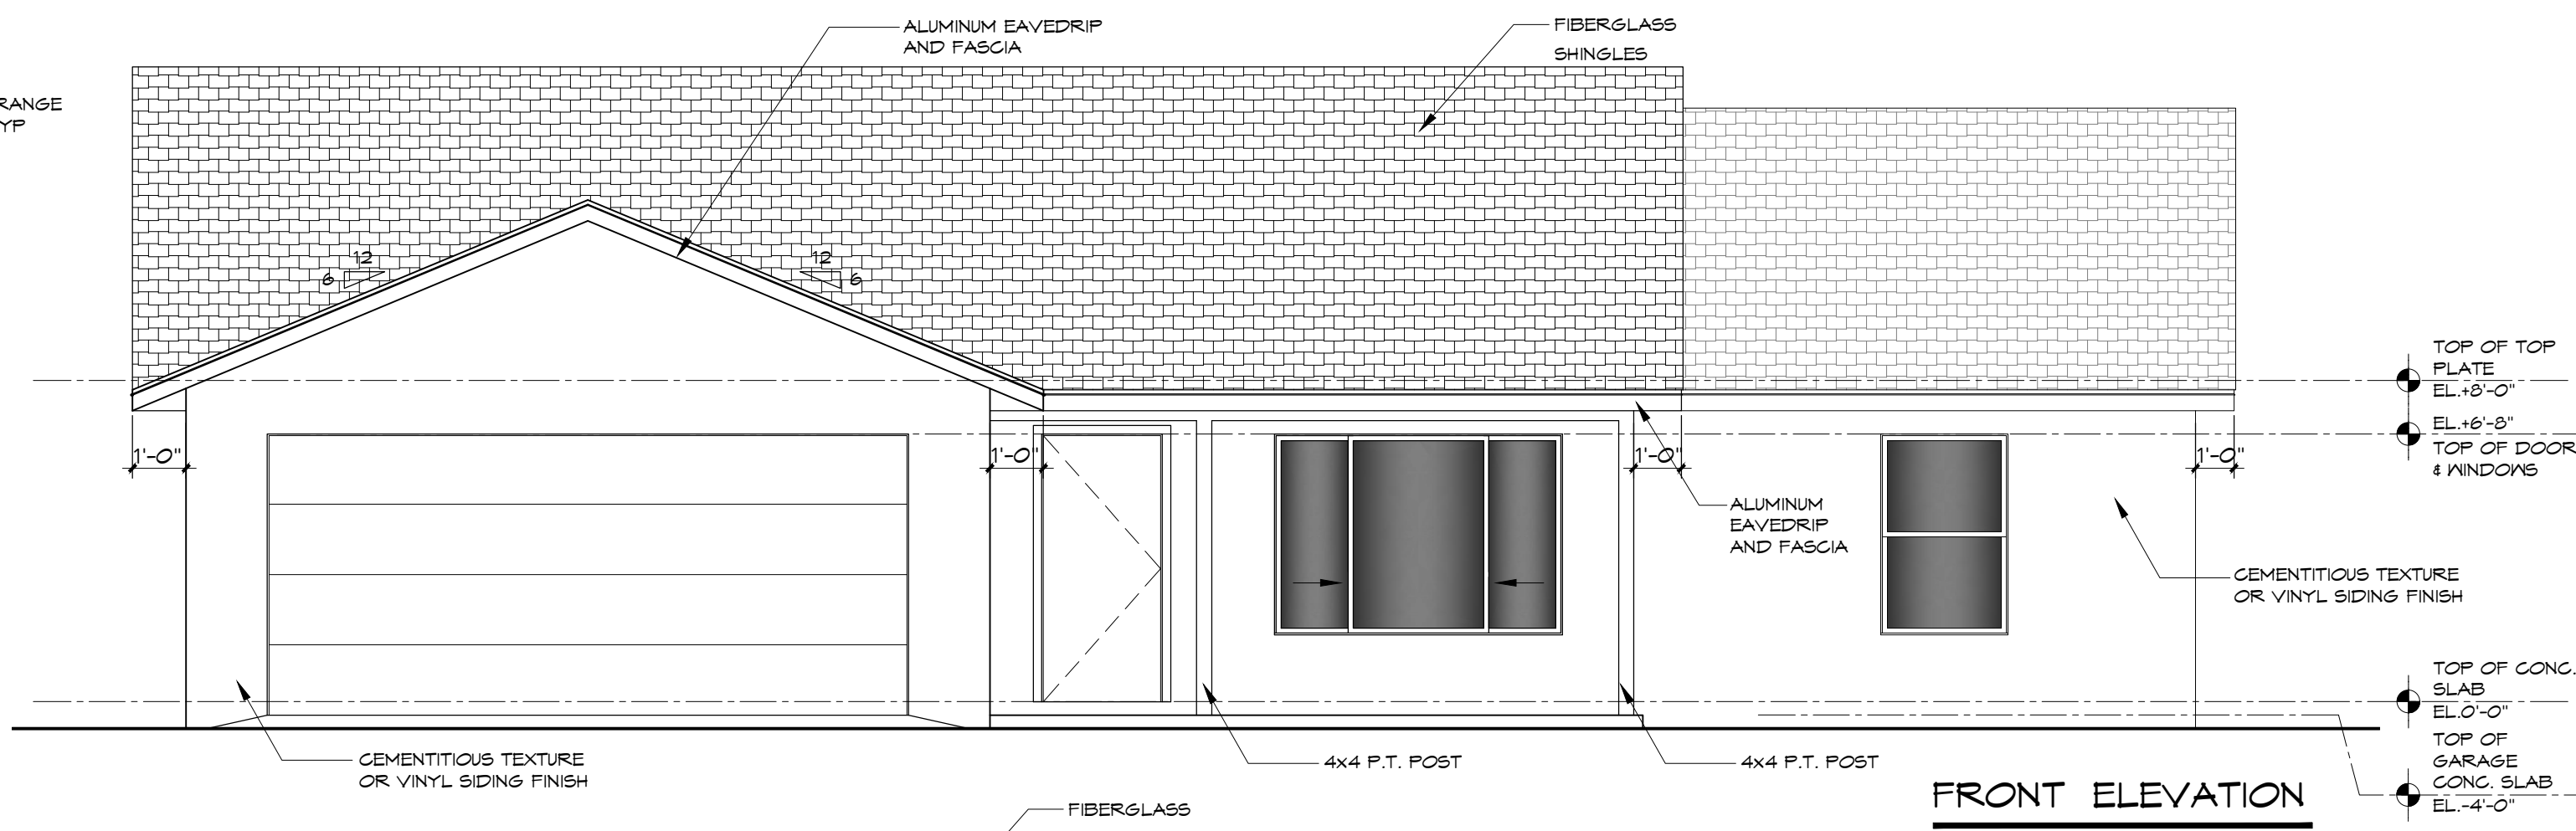 ALUMINUM EAVEDRIP
AND FASCIA
FIBERGLASS
SHINGLES
RANGE
YP
12
6
12
6
TOP OF TOP
PLATE
EL.+8'-0"
EL.+6'-8"
TOP OF DOOR
& WINDOWS
1'-0"
1'-0"
1'-0"
1'-0"
ALUMINUM
EAVEDRIP
AND FASCIA
CEMENTITIOUS TEXTURE
OR VINYL SIDING FINISH
TOP OF CONC.
SLAB
EL.0'-0"
TOP OF
GARAGE
CONC. SLAB
EL.-4'-0"
CEMENTITIOUS TEXTURE
OR VINYL SIDING FINISH
4x4 P.T. POST
4x4 P.T. POST
FRONT ELEVATION
FIBERGLASS